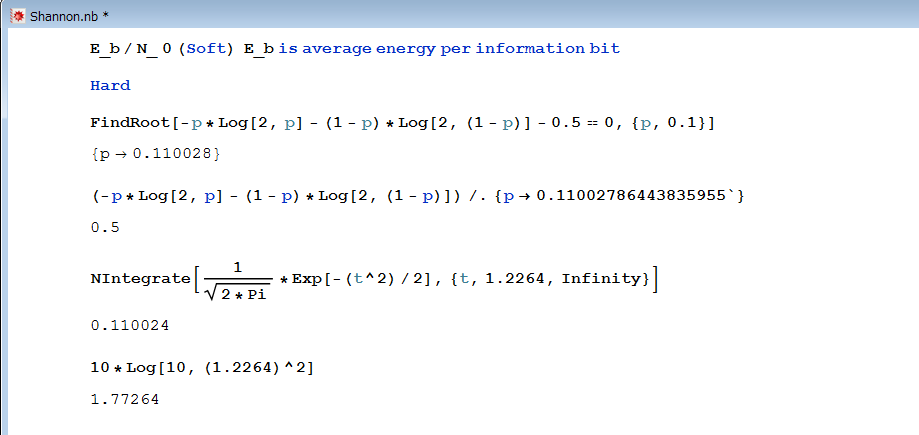 Shannon.nb *
E_b/N_0 (Soft) E_b is average energy per information bit
Hard
FindRoot[-p*Log[2, p] - (1-p)*Log[2, (1-p)] - 0.5 == 0, {p, 0.1}]
{p → 0.110028}
(-p*Log[2, p] - (1-p)*Log[2, (1-p)]) /. {p → 0.11002786443835955`}
0.5
NIntegrate[1/√(2*Pi) *Exp[-(t^2)/2], {t, 1.2264, Infinity}]
0.110024
10*Log[10, (1.2264)^2]
1.77264